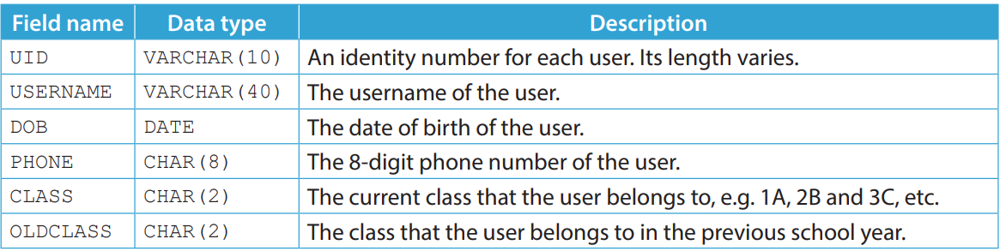 Field name Data type Description
UID VARCHAR(10) An identity number for each user. Its length varies.
USERNAME VARCHAR(40) The username of the user.
DOB DATE The date of birth of the user.
PHONE CHAR(8) The 8-digit phone number of the user.
CLASS CHAR(2) The current class that the user belongs to, e.g. 1A, 2B and 3C, etc.
OLDCLASS CHAR(2) The class that the user belongs to in the previous school year.